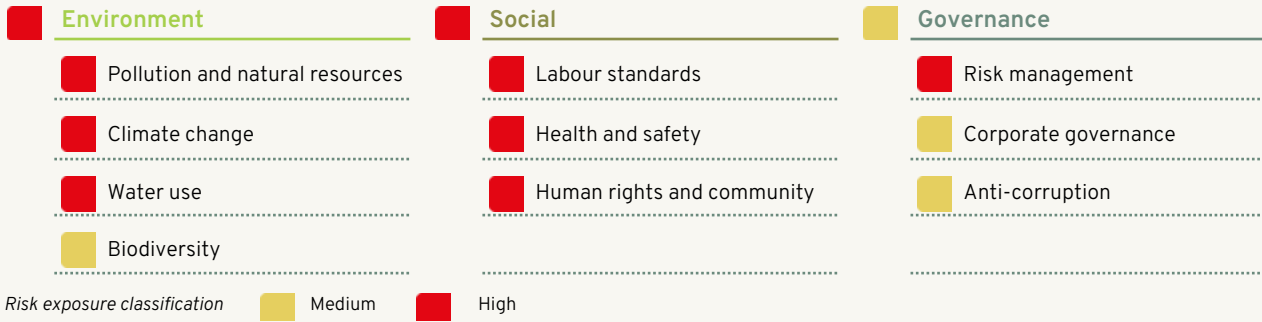 Environment
Pollution and natural resources
Climate change
Water use
Biodiversity
Social
Labour standards
Health and safety
Human rights and community
Governance
Risk management
Corporate governance
Anti-corruption
Risk exposure classification Medium High